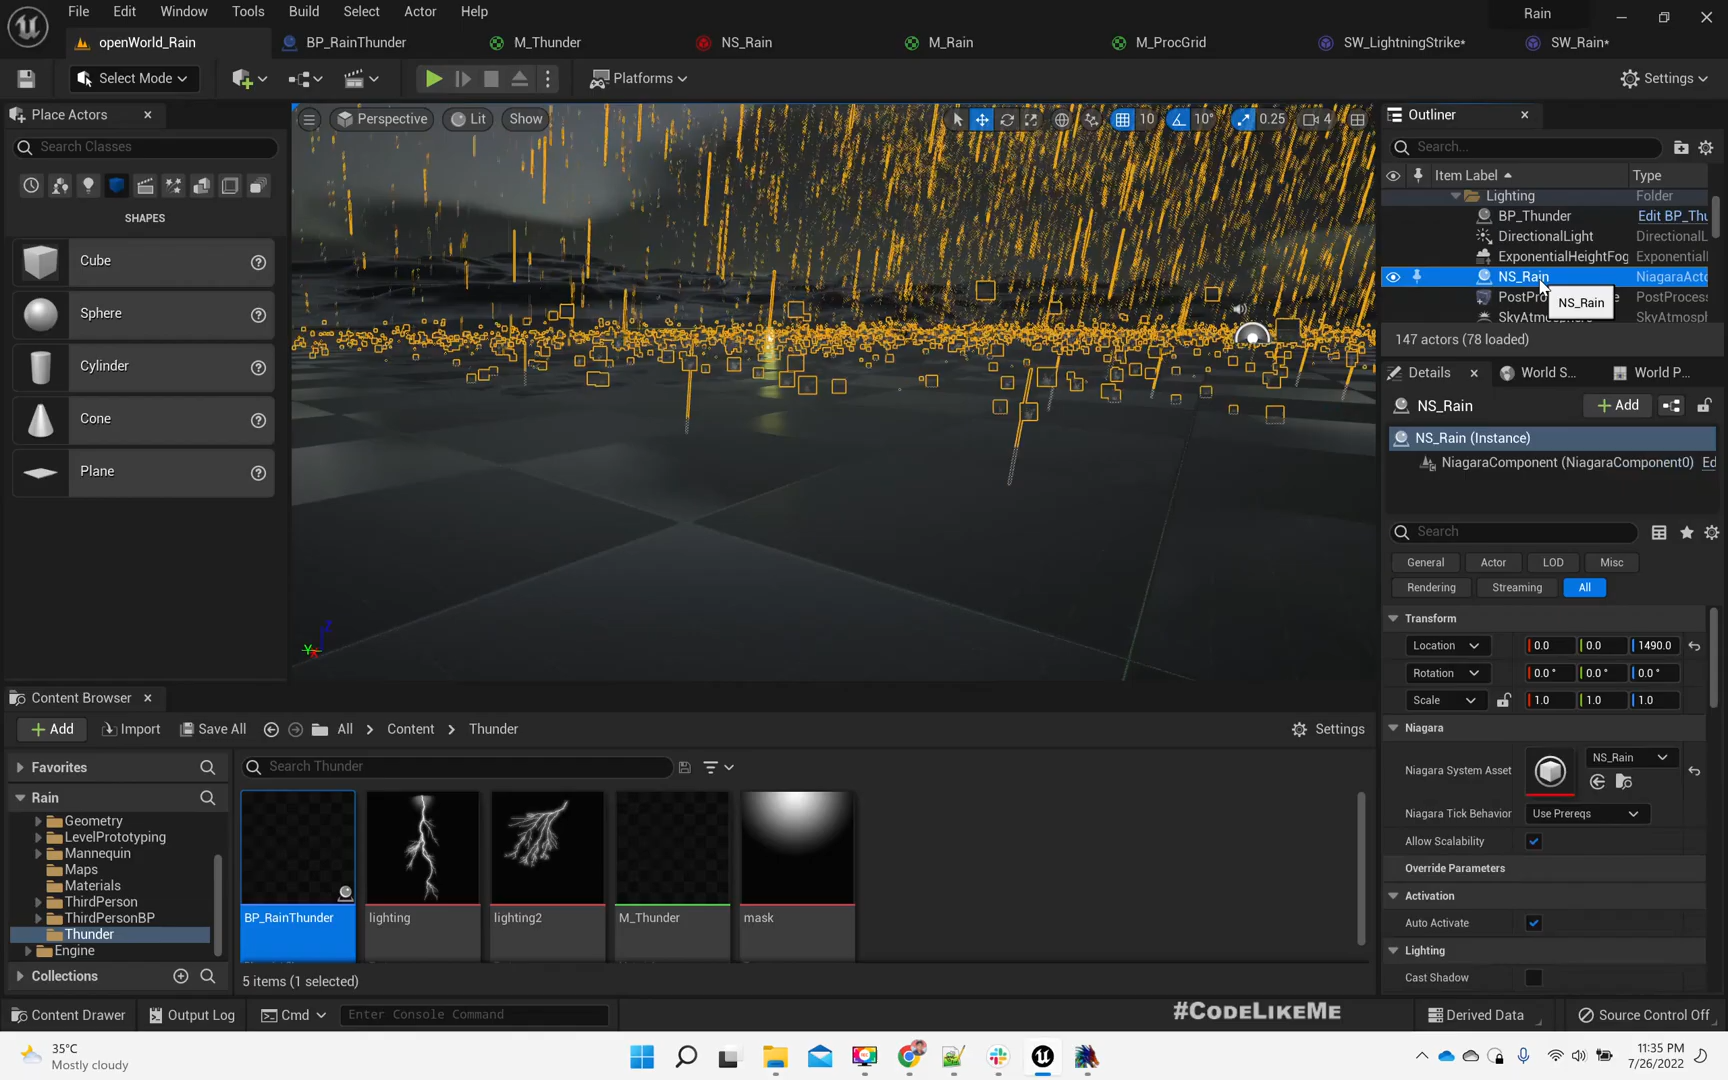 File Edit Window Tools Build Select Actor Help Rain
openWorld_Rain BP_RainThunder M_Thunder NS_Rain M_Rain M_ProcGrid SW_LightningStrike* SW_Rain*
Select Mode Platforms Settings
Place Actors
Search Classes
SHAPES
Cube
Sphere
Cylinder
Cone
Plane
Perspective Lit Show 10 10° 0.25 4
Outliner
Search...
Item Label Type
Lighting Folder
BP_Thunder Edit BP_Thu
DirectionalLight DirectionalL
ExponentialHeightFog Exponential
NS_Rain NiagaraActo
PostPro PostProcess
SkyAtmosphere SkyAtmosph
NS_Rain
147 actors (78 loaded)
Details World S... World P...
NS_Rain Add
NS_Rain (Instance)
NiagaraComponent (NiagaraComponent0) Ed
Search
General Actor LOD Misc
Rendering Streaming All
Transform
Location 0.0 0.0 1490.0
Rotation 0.0 ° 0.0 ° 0.0 °
Scale 1.0 1.0 1.0
Niagara
Niagara System Asset NS_Rain
Niagara Tick Behavior Use Prereqs
Allow Scalability
Override Parameters
Activation
Auto Activate
Lighting
Cast Shadow
Content Browser
Add Import Save All All Content Thunder Settings
Favorites
Search Thunder
Rain
Geometry
LevelPrototyping
Mannequin
Maps
Materials
ThirdPerson
ThirdPersonBP
Thunder
Engine
Collections
BP_RainThunder lighting lighting2 M_Thunder mask
5 items (1 selected)
Content Drawer Output Log Cmd Enter Console Command #CodeLikeMe Derived Data Source Control Off
35°C
Mostly cloudy
11:35 PM
7/26/2022